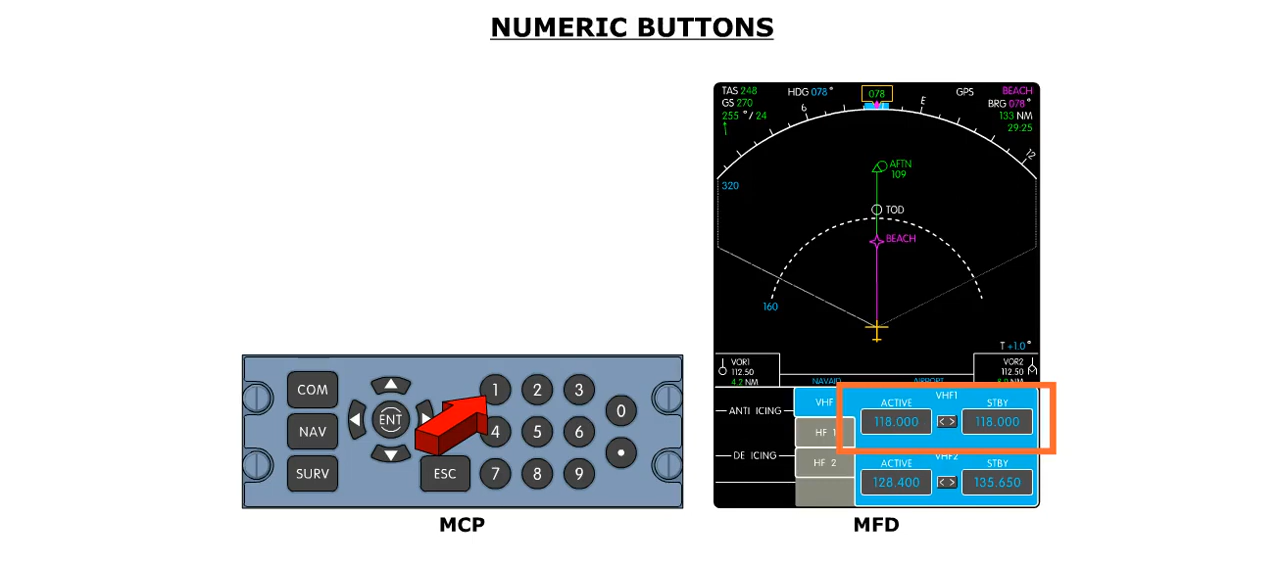 NUMERIC BUTTONS
TAS 248
GS 270
255 °/ 24
HDG 078 °
078
GPS
BEACH
BRG 078 °
133 NM
29:25
6
E
12
AFTN
109
320
TOD
BEACH
160
T +1.0 °
VOR1
112.50
4.2 NM
VOR2
112 50
NAVAID
AIRPORT
ANTI ICING
DE ICING
VHF
HF 1
HF 2
VHF1
ACTIVE
STBY
118.000
< >
118.000
VHF2
ACTIVE
STBY
128.400
< >
135.650
COM
NAV
SURV
ENT
ESC
1 2 3
4 5 6
7 8 9
0
•
MCP
MFD